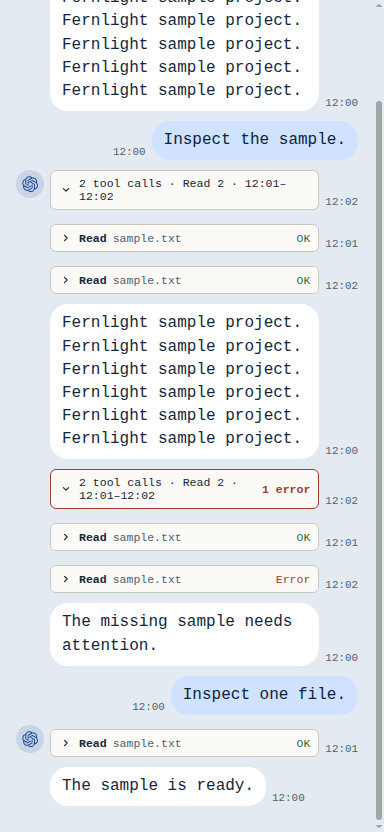 Fernlight sample project.
Fernlight sample project.
Fernlight sample project.
Fernlight sample project.
Fernlight sample project.
12:00
Inspect the sample.
12:00
2 tool calls · Read 2 · 12:01–
12:02
12:02
Read sample.txt OK
12:01
Read sample.txt OK
12:02
Fernlight sample project.
Fernlight sample project.
Fernlight sample project.
Fernlight sample project.
Fernlight sample project.
Fernlight sample project.
12:00
2 tool calls · Read 2 ·
12:01–12:02
1 error
12:02
Read sample.txt OK
12:01
Read sample.txt Error
12:02
The missing sample needs
attention.
12:00
Inspect one file.
12:00
Read sample.txt OK
12:01
The sample is ready.
12:00